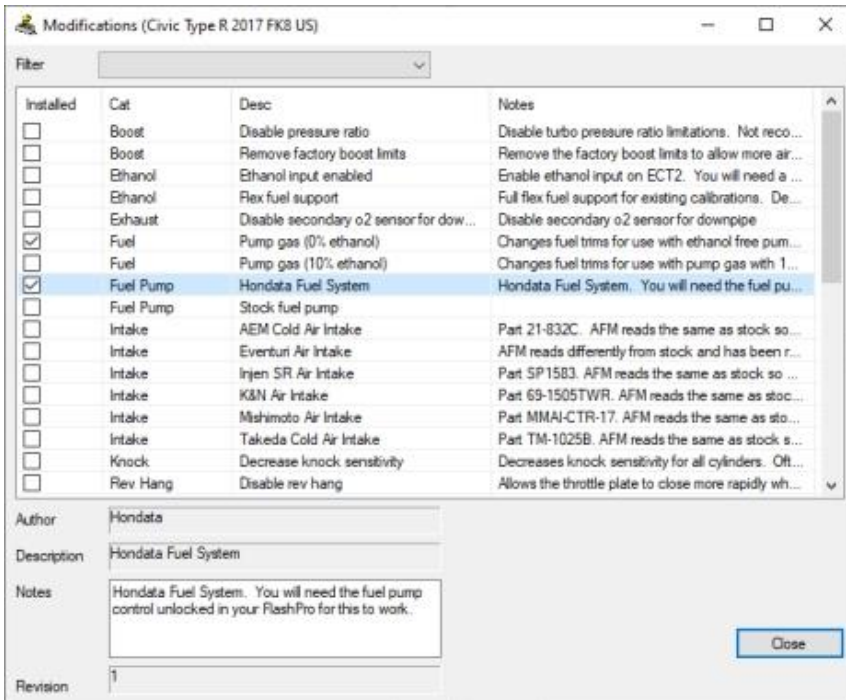 Modifications (Civic Type R 2017 FK8 US)
Filter
Installed Cat Desc Notes
Boost Disable pressure ratio Disable turbo pressure ratio limitations. Not reco...
Boost Remove factory boost limits Remove the factory boost limits to allow more air...
Ethanol Ethanol input enabled Enable ethanol input on ECT2. You will need a ...
Ethanol Flex fuel support Full flex fuel support for existing calibrations. De...
Exhaust Disable secondary o2 sensor for dow... Disable secondary o2 sensor for downpipe
Fuel Pump gas (0% ethanol) Changes fuel trims for use with ethanol free pum...
Fuel Pump gas (10% ethanol) Changes fuel trims for use with pump gas with 1...
Fuel Pump Hondata Fuel System Hondata Fuel System. You will need the fuel pu...
Fuel Pump Stock fuel pump
Intake AEM Cold Air Intake Part 21-832C. AFM reads the same as stock so...
Intake Eventuri Air Intake AFM reads differently from stock and has been r...
Intake Injen SR Air Intake Part SP1583. AFM reads the same as stock so ...
Intake K&N Air Intake Part 69-1505TWR. AFM reads the same as stoc...
Intake Mishimoto Air Intake Part MMAI-CTR-17. AFM reads the same as sto...
Intake Takeda Cold Air Intake Part TM-1025B. AFM reads the same as stock s...
Knock Decrease knock sensitivity Decreases knock sensitivity for all cylinders. Oft...
Rev Hang Disable rev hang Allows the throttle plate to close more rapidly wh...
Author Hondata
Description Hondata Fuel System
Notes Hondata Fuel System. You will need the fuel pump
control unlocked in your FlashPro for this to work.
Close
Revision 1